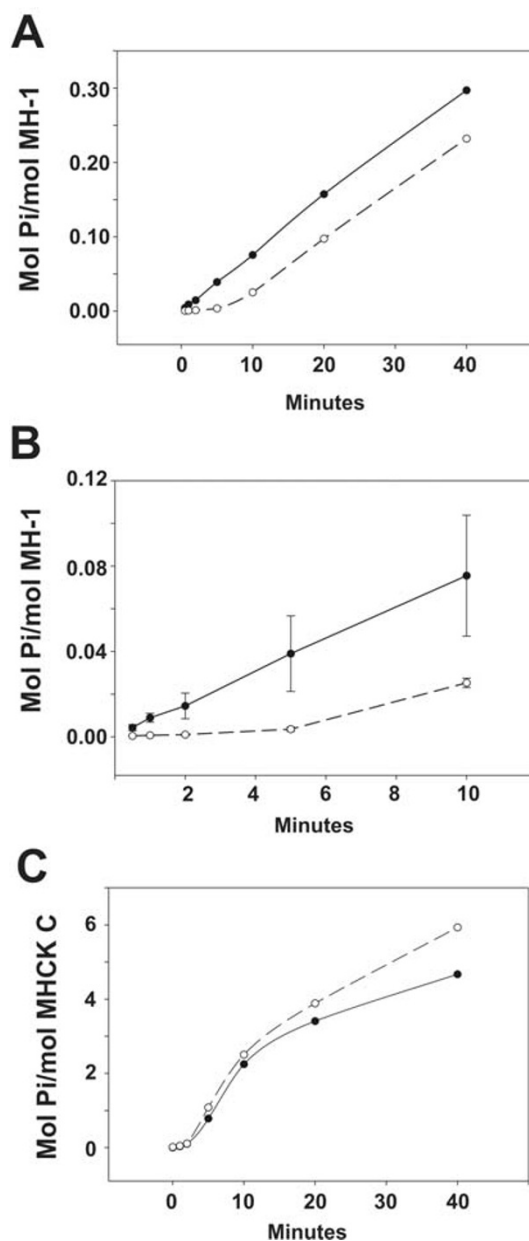 A
Mol Pi/mol MH-1
0.30
0.20
0.10
0.00
0 10 20 30 40
Minutes
B
Mol Pi/mol MH-1
0.12
0.08
0.04
0.00
2 4 6 8 10
Minutes
C
Mol Pi/mol MHCK C
6
4
2
0
0 10 20 30 40
Minutes